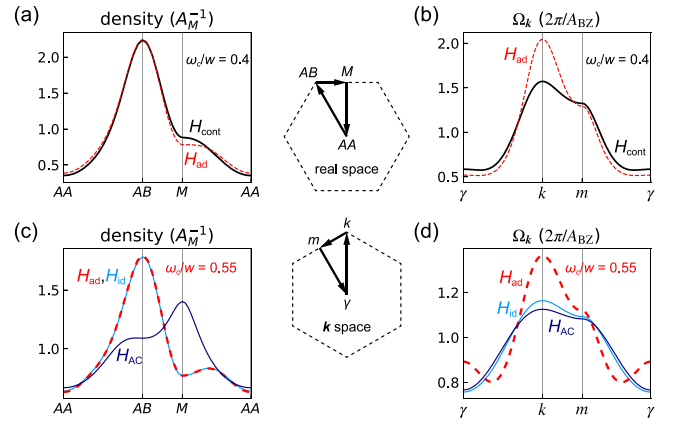 (a)
density (A_M^{-1})
2.0
1.5
1.0
0.5
ω_c/w = 0.4
H_cont
H_ad
AA AB M AA
AB M
AA
real space
(b)
Ω_k (2π/A_BZ)
2.0
1.5
1.0
0.5
H_ad
ω_c/w = 0.4
H_cont
γ k m γ
(c)
density (A_M^{-1})
1.5
1.0
H_ad, H_id
ω_c/w = 0.55
H_AC
AA AB M AA
k
m
γ
k space
(d)
Ω_k (2π/A_BZ)
1.4
1.2
1.0
0.8
ω_c/w = 0.55
H_ad
H_id
H_AC
γ k m γ